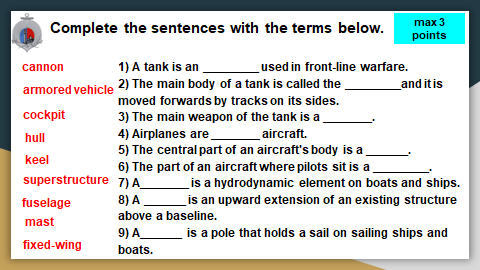 Complete the sentences with the terms below.
max 3
points
cannon
armored vehicle
cockpit
hull
keel
superstructure
fuselage
mast
fixed-wing
1) A tank is an _________ used in front-line warfare.
2) The main body of a tank is called the ________and it is
moved forwards by tracks on its sides.
3) The main weapon of the tank is a _______.
4) Airplanes are _______ aircraft.
5) The central part of an aircraft's body is a ______.
6) The part of an aircraft where pilots sit is a ________.
7) A_______ is a hydrodynamic element on boats and ships.
8) A ______ is an upward extension of an existing structure
above a baseline.
9) A______ is a pole that holds a sail on sailing ships and
boats.